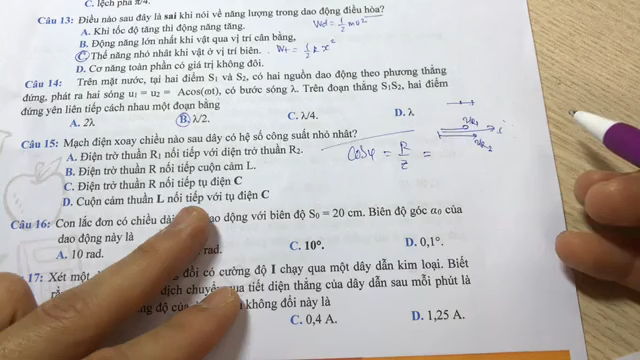 C. lệch pha π/4.
Câu 13: Điều nào sau đây là sai khi nói về năng lượng trong dao động điều hòa?
A. Khi tốc độ tăng thì động năng tăng.
Wđ = 1/2 mv²
B. Động năng lớn nhất khi vật qua vị trí cân bằng,
C. Thế năng nhỏ nhất khi vật ở vị trí biên.
Wt = 1/2 k x²
D. Cơ năng toàn phần có giá trị không đổi.
Câu 14: Trên mặt nước, tại hai điểm S1 và S2, có hai nguồn dao động theo phương thẳng
đứng, phát ra hai sóng u1 = u2 = Acos(ωt), có bước sóng λ. Trên đoạn thẳng S1S2, hai điểm
đứng yên liên tiếp cách nhau một đoạn bằng
A. 2λ B. λ/2 C. λ/4. D. λ
Câu 15: Mạch điện xoay chiều nào sau đây có hệ số công suất nhỏ nhất?
A. Điện trở thuần R1 nối tiếp với điện trở thuần R2.
B. Điện trở thuần R nối tiếp cuộn cảm L.
C. Điện trở thuần R nối tiếp tụ điện C
D. Cuộn cảm thuần L nối tiếp với tụ điện C
Cosφ = R/Z =
UR1 i
UR2
Câu 16: Con lắc đơn có chiều dài ao động với biên độ S0 = 20 cm. Biên độ góc α0 của
dao động này là
A. 10 rad. rad. C. 10°. D. 0,1°.
17: Xét một đổi có cường độ I chạy qua một dây dẫn kim loại. Biết
dịch chuyển qua tiết diện thẳng của dây dẫn sau mỗi phút là
ng độ của không đổi này là
C. 0,4 A. D. 1,25 A.